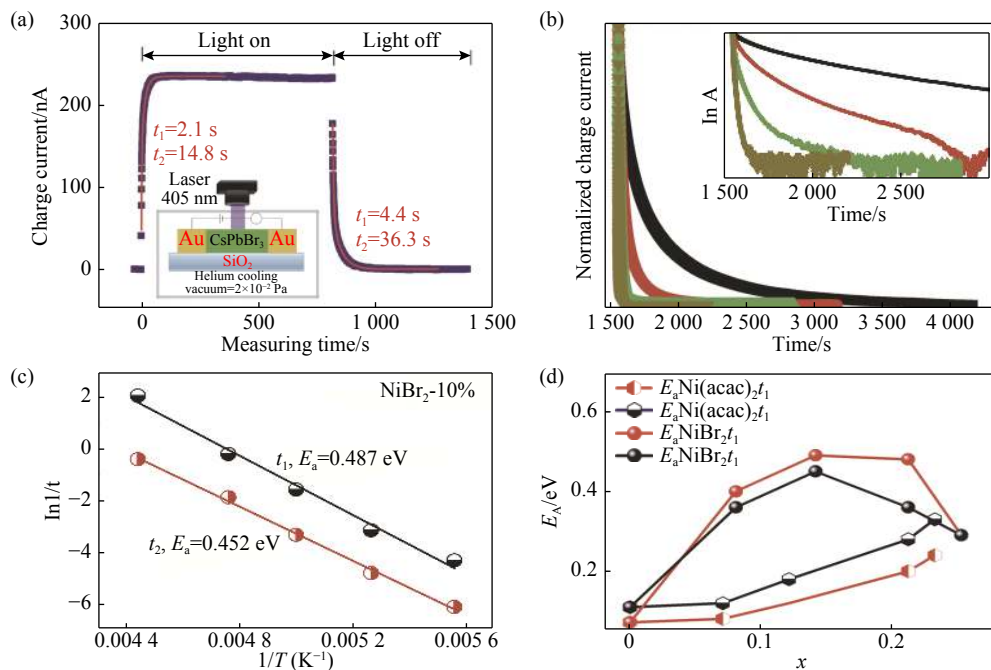 (a)
300
200
100
0
Charge current/nA
Light on
Light off
t₁=2.1 s
t₂=14.8 s
Laser
405 nm
Au
CsPbBr₃
Au
SiO₂
Helium cooling
vacuum=2×10⁻² Pa
t₁=4.4 s
t₂=36.3 s
0
500
1 000
1 500
Measuring time/s
(b)
Normalized charge current
In A
1 500
2 000
2 500
Time/s
1 500
2 000
2 500
3 000
3 500
4 000
Time/s
(c)
NiBr₂-10%
2
0
−2
−4
−6
In1/t
t₁, Eₐ=0.487 eV
t₂, Eₐ=0.452 eV
0.004 4
0.004 8
0.005 2
0.005 6
1/T (K⁻¹)
(d)
EₐNi(acac)₂t₁
EₐNi(acac)₂t₁
EₐNiBr₂t₁
EₐNiBr₂t₁
0.6
0.4
0.2
E_A/eV
0
0.1
0.2
x